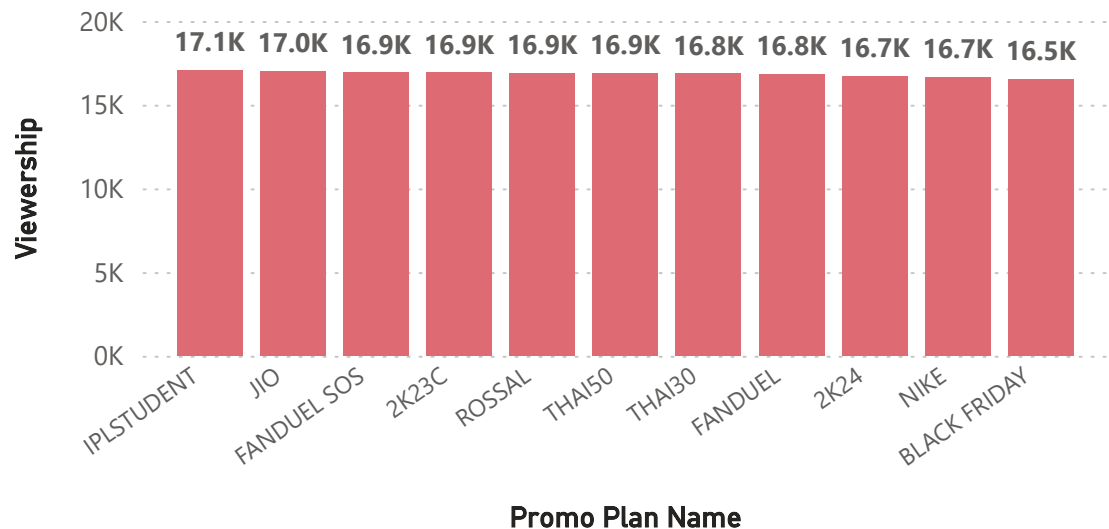 20K
17.1K 17.0K 16.9K 16.9K 16.9K 16.9K 16.8K 16.8K 16.7K 16.7K 16.5K
15K
10K
5K
0K
Viewership
IPLSTUDENT
JIO
FANDUEL SOS
2K23C
ROSSAL
THAI50
THAI30
FANDUEL
2K24
NIKE
BLACK FRIDAY
Promo Plan Name